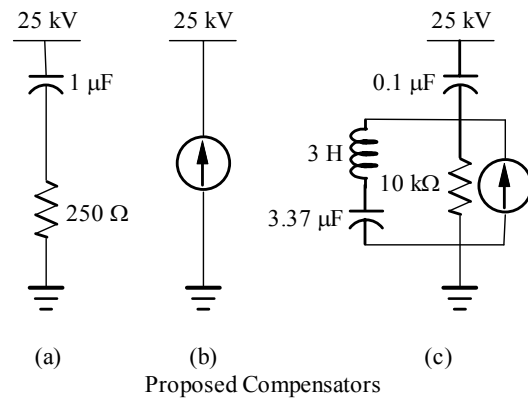 25 kV
25 kV
25 kV
1 µF
0.1 µF
3 H
10 kΩ
250 Ω
3.37 µF
(a)
(b)
(c)
Proposed Compensators